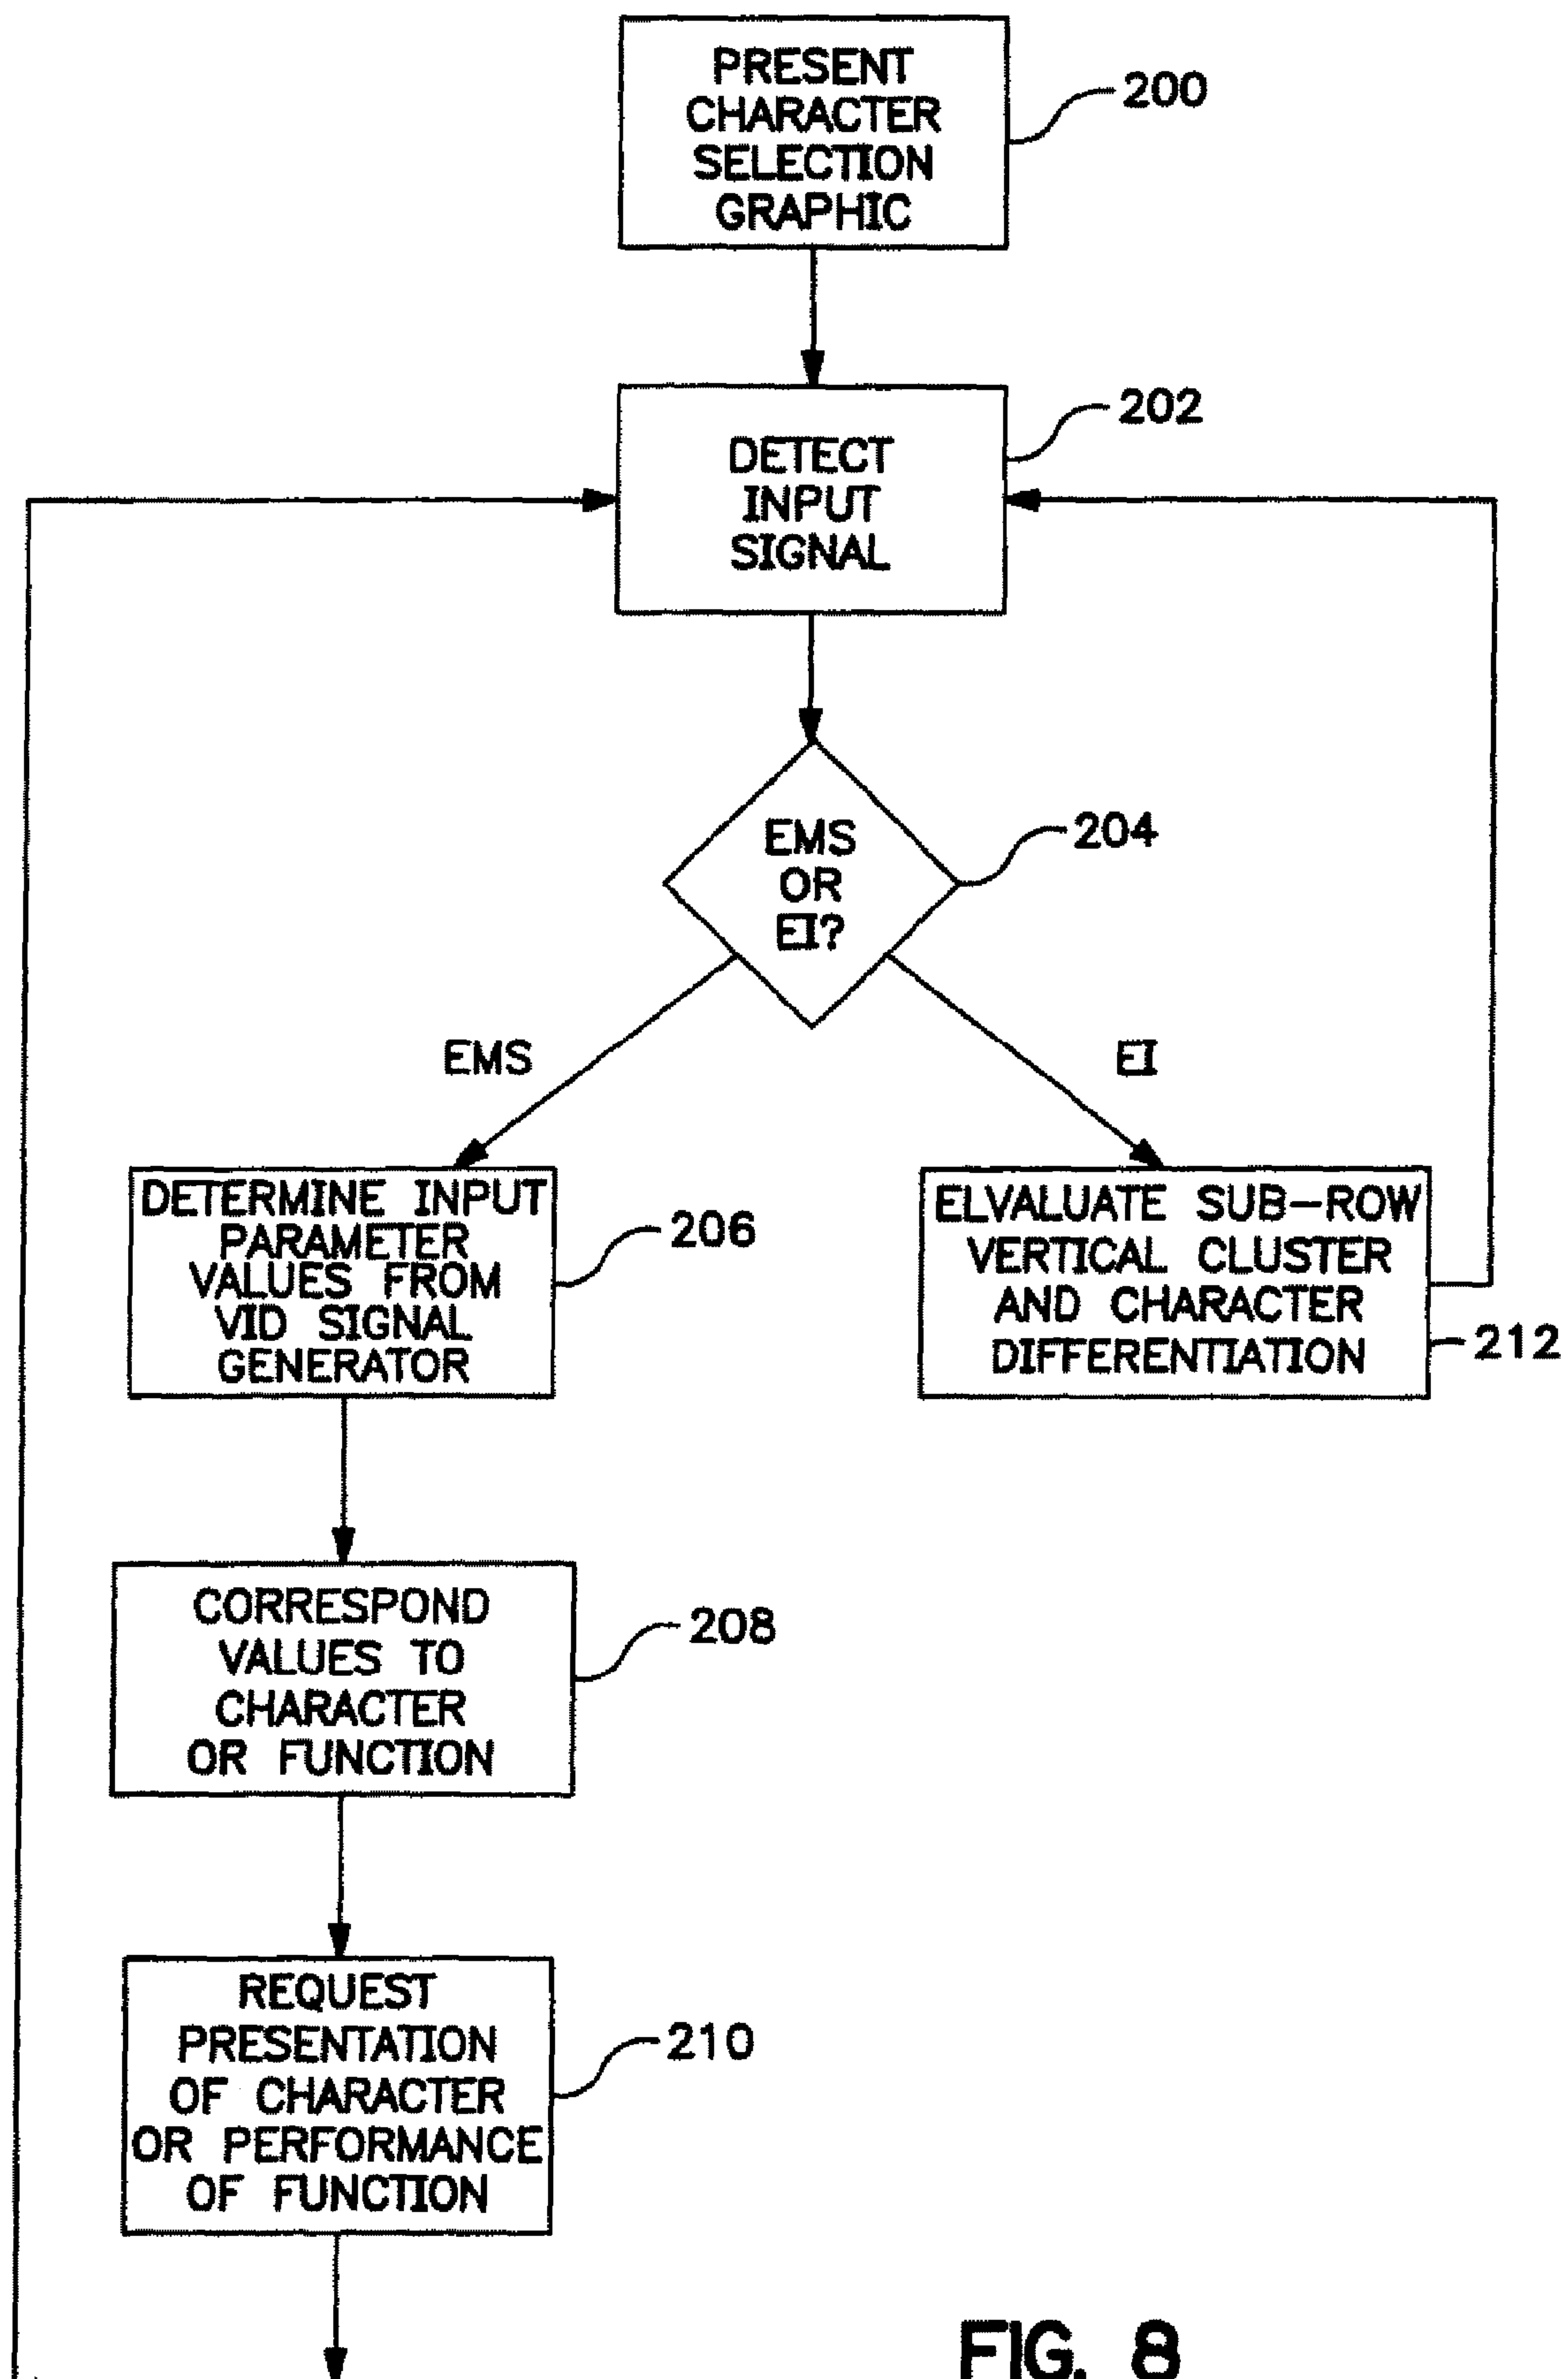 PRESENT
CHARACTER
SELECTION
GRAPHIC
200
DETECT
INPUT
SIGNAL
202
EMS
OR
EI?
204
EMS
EI
DETERMINE INPUT
PARAMETER
VALUES FROM
VID SIGNAL
GENERATOR
206
ELVALUATE SUB-ROW
VERTICAL CLUSTER
AND CHARACTER
DIFFERENTIATION
212
CORRESPOND
VALUES TO
CHARACTER
OR FUNCTION
208
REQUEST
PRESENTATION
OF CHARACTER
OR PERFORMANCE
OF FUNCTION
210
FIG. 8